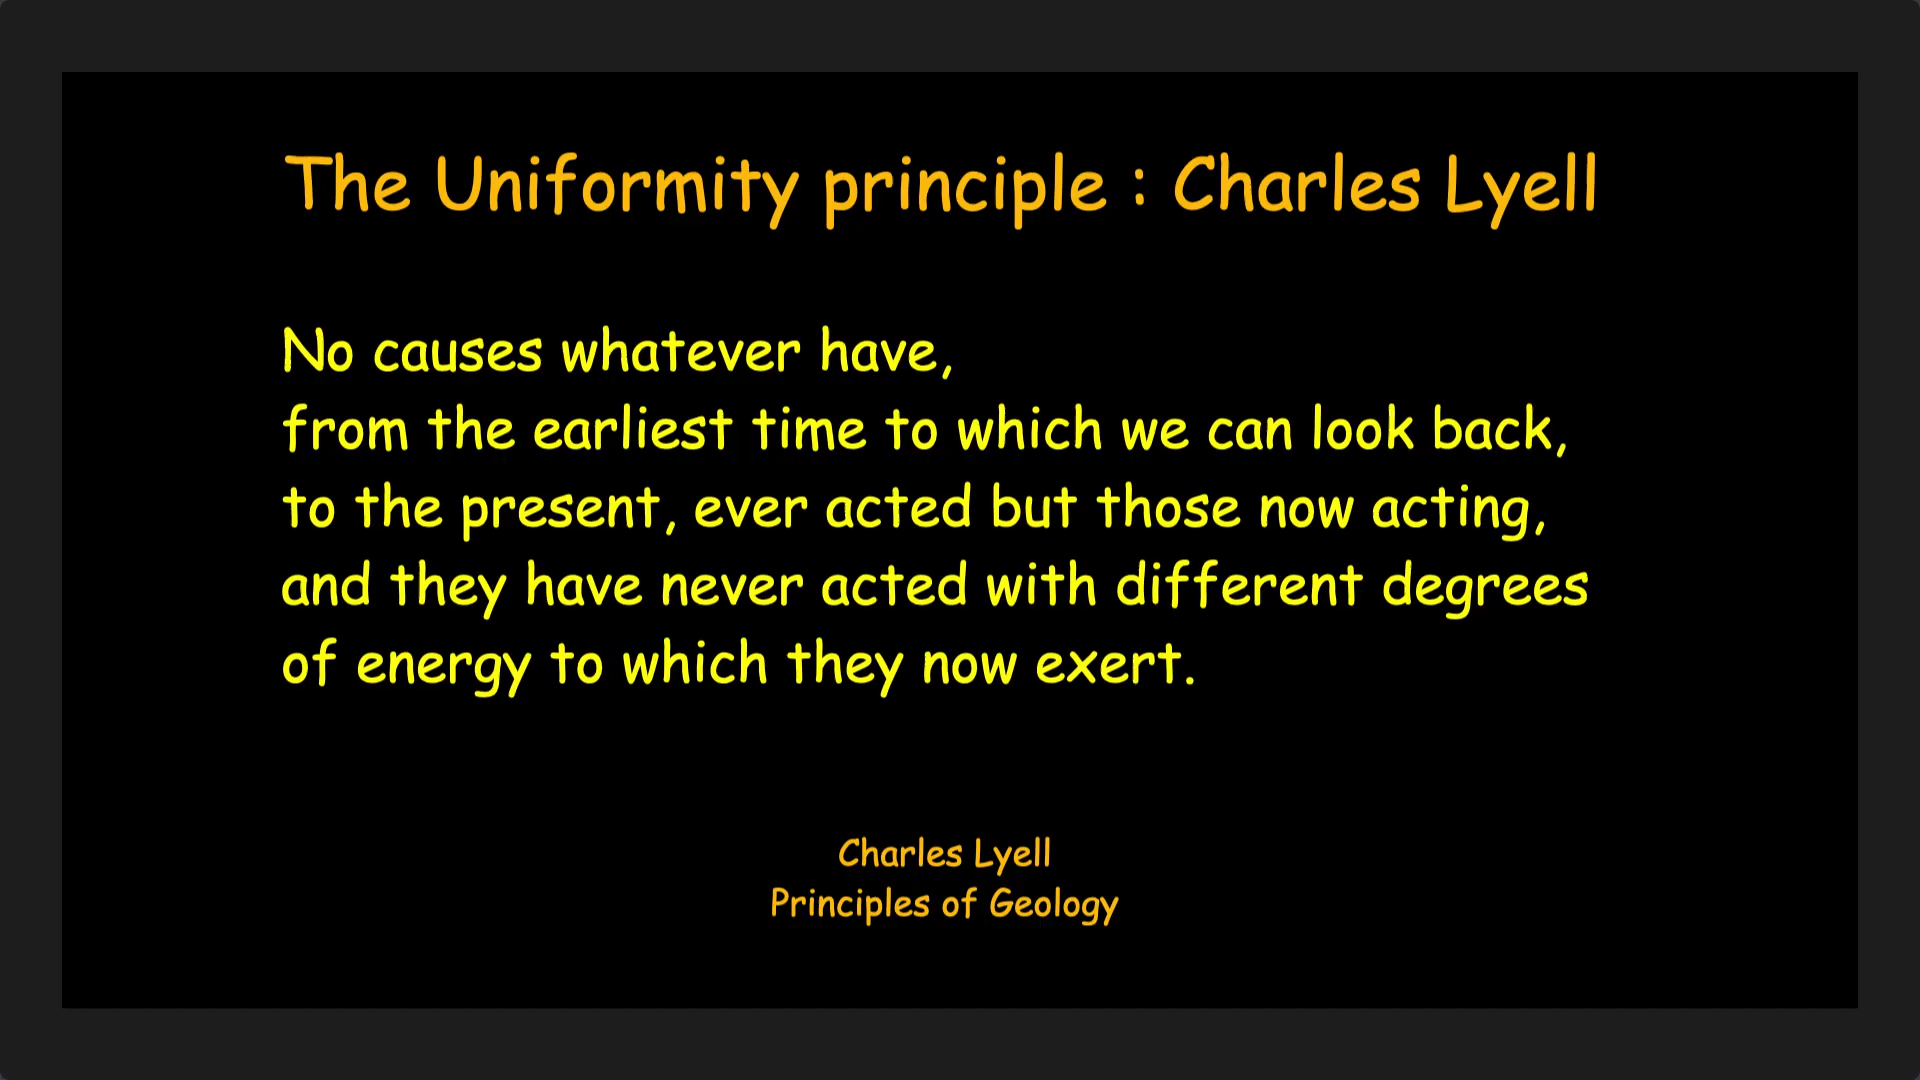 The Uniformity principle : Charles Lyell
No causes whatever have,
from the earliest time to which we can look back,
to the present, ever acted but those now acting,
and they have never acted with different degrees
of energy to which they now exert.
Charles Lyell
Principles of Geology